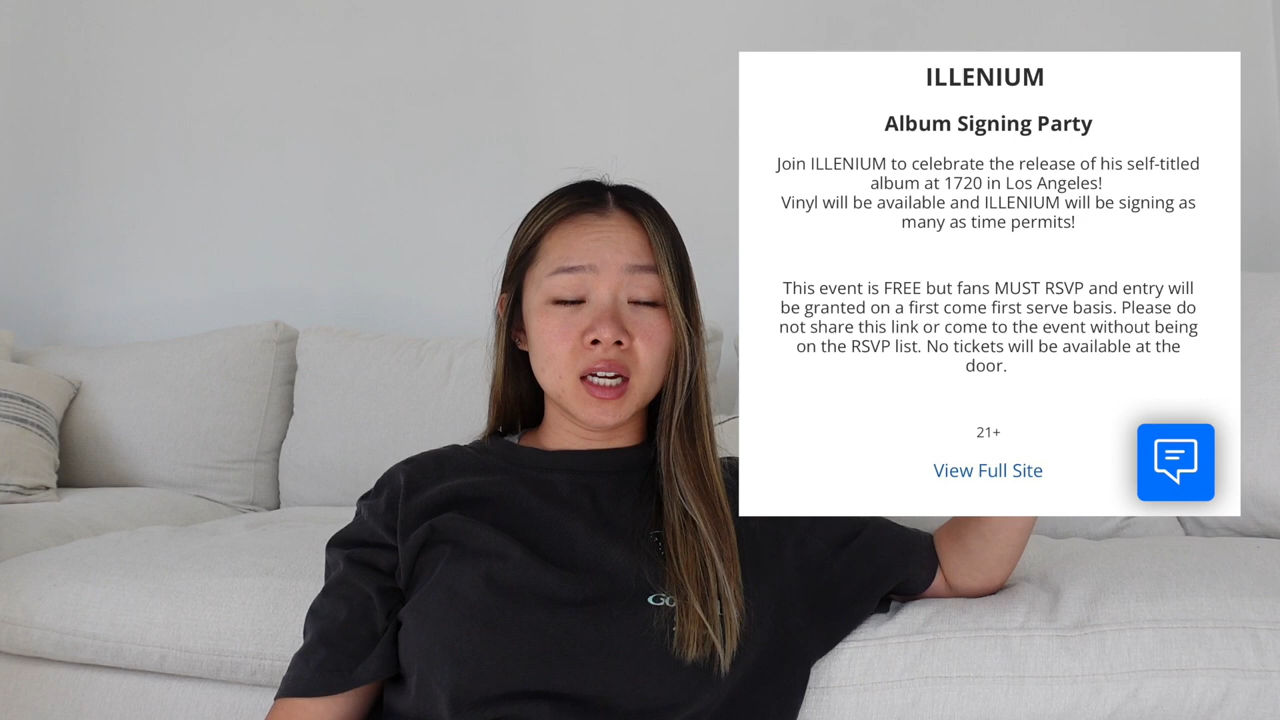 ILLENIUM
Album Signing Party
Join ILLENIUM to celebrate the release of his self-titled
album at 1720 in Los Angeles!
Vinyl will be available and ILLENIUM will be signing as
many as time permits!
This event is FREE but fans MUST RSVP and entry will
be granted on a first come first serve basis. Please do
not share this link or come to the event without being
on the RSVP list. No tickets will be available at the
door.
21+
View Full Site